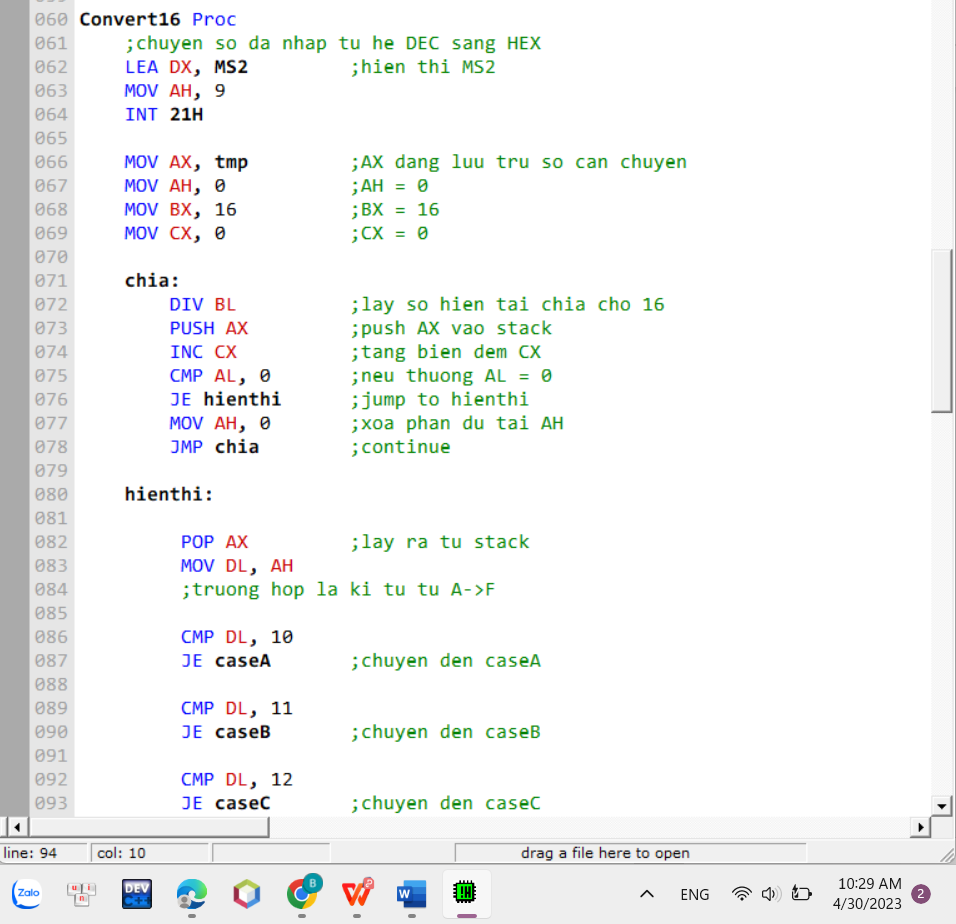 060 Convert16 Proc
061     ;chuyen so da nhap tu he DEC sang HEX
062     LEA DX, MS2         ;hien thi MS2
063     MOV AH, 9
064     INT 21H
065
066     MOV AX, tmp         ;AX dang luu tru so can chuyen
067     MOV AH, 0           ;AH = 0
068     MOV BX, 16          ;BX = 16
069     MOV CX, 0           ;CX = 0
070
071     chia:
072         DIV BL          ;lay so hien tai chia cho 16
073         PUSH AX         ;push AX vao stack
074         INC CX          ;tang bien dem CX
075         CMP AL, 0       ;neu thuong AL = 0
076         JE hienthi      ;jump to hienthi
077         MOV AH, 0       ;xoa phan du tai AH
078         JMP chia        ;continue
079
080     hienthi:
081
082          POP AX         ;lay ra tu stack
083          MOV DL, AH
084          ;truong hop la ki tu tu A->F
085
086          CMP DL, 10
087          JE caseA       ;chuyen den caseA
088
089          CMP DL, 11
090          JE caseB       ;chuyen den caseB
091
092          CMP DL, 12
093          JE caseC       ;chuyen den caseC
line: 94 col: 10 drag a file here to open
Zalo u i n DEV C++ B W 2 W ENG 10:29 AM 2
4/30/2023